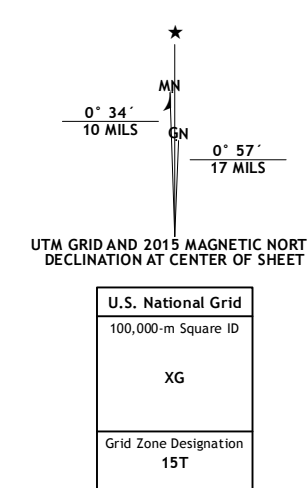 ★
MN
0° 34´
10 MILS
GN
0° 57´
17 MILS
UTM GRID AND 2015 MAGNETIC NORT
DECLINATION AT CENTER OF SHEET
U.S. National Grid
100,000-m Square ID
XG
Grid Zone Designation
15T